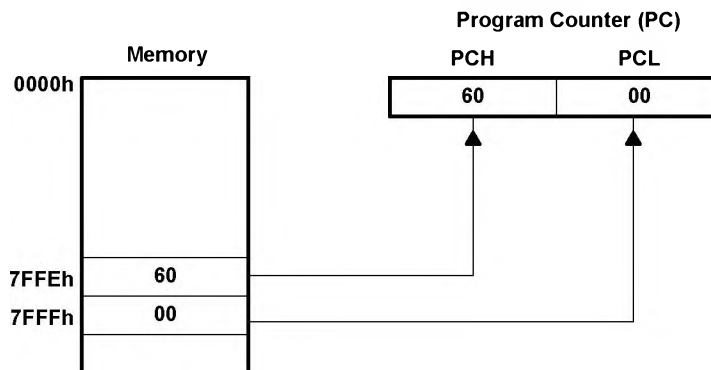 Program Counter (PC)
Memory
PCH PCL
0000h
60 00
7FFEh 60
7FFFh 00